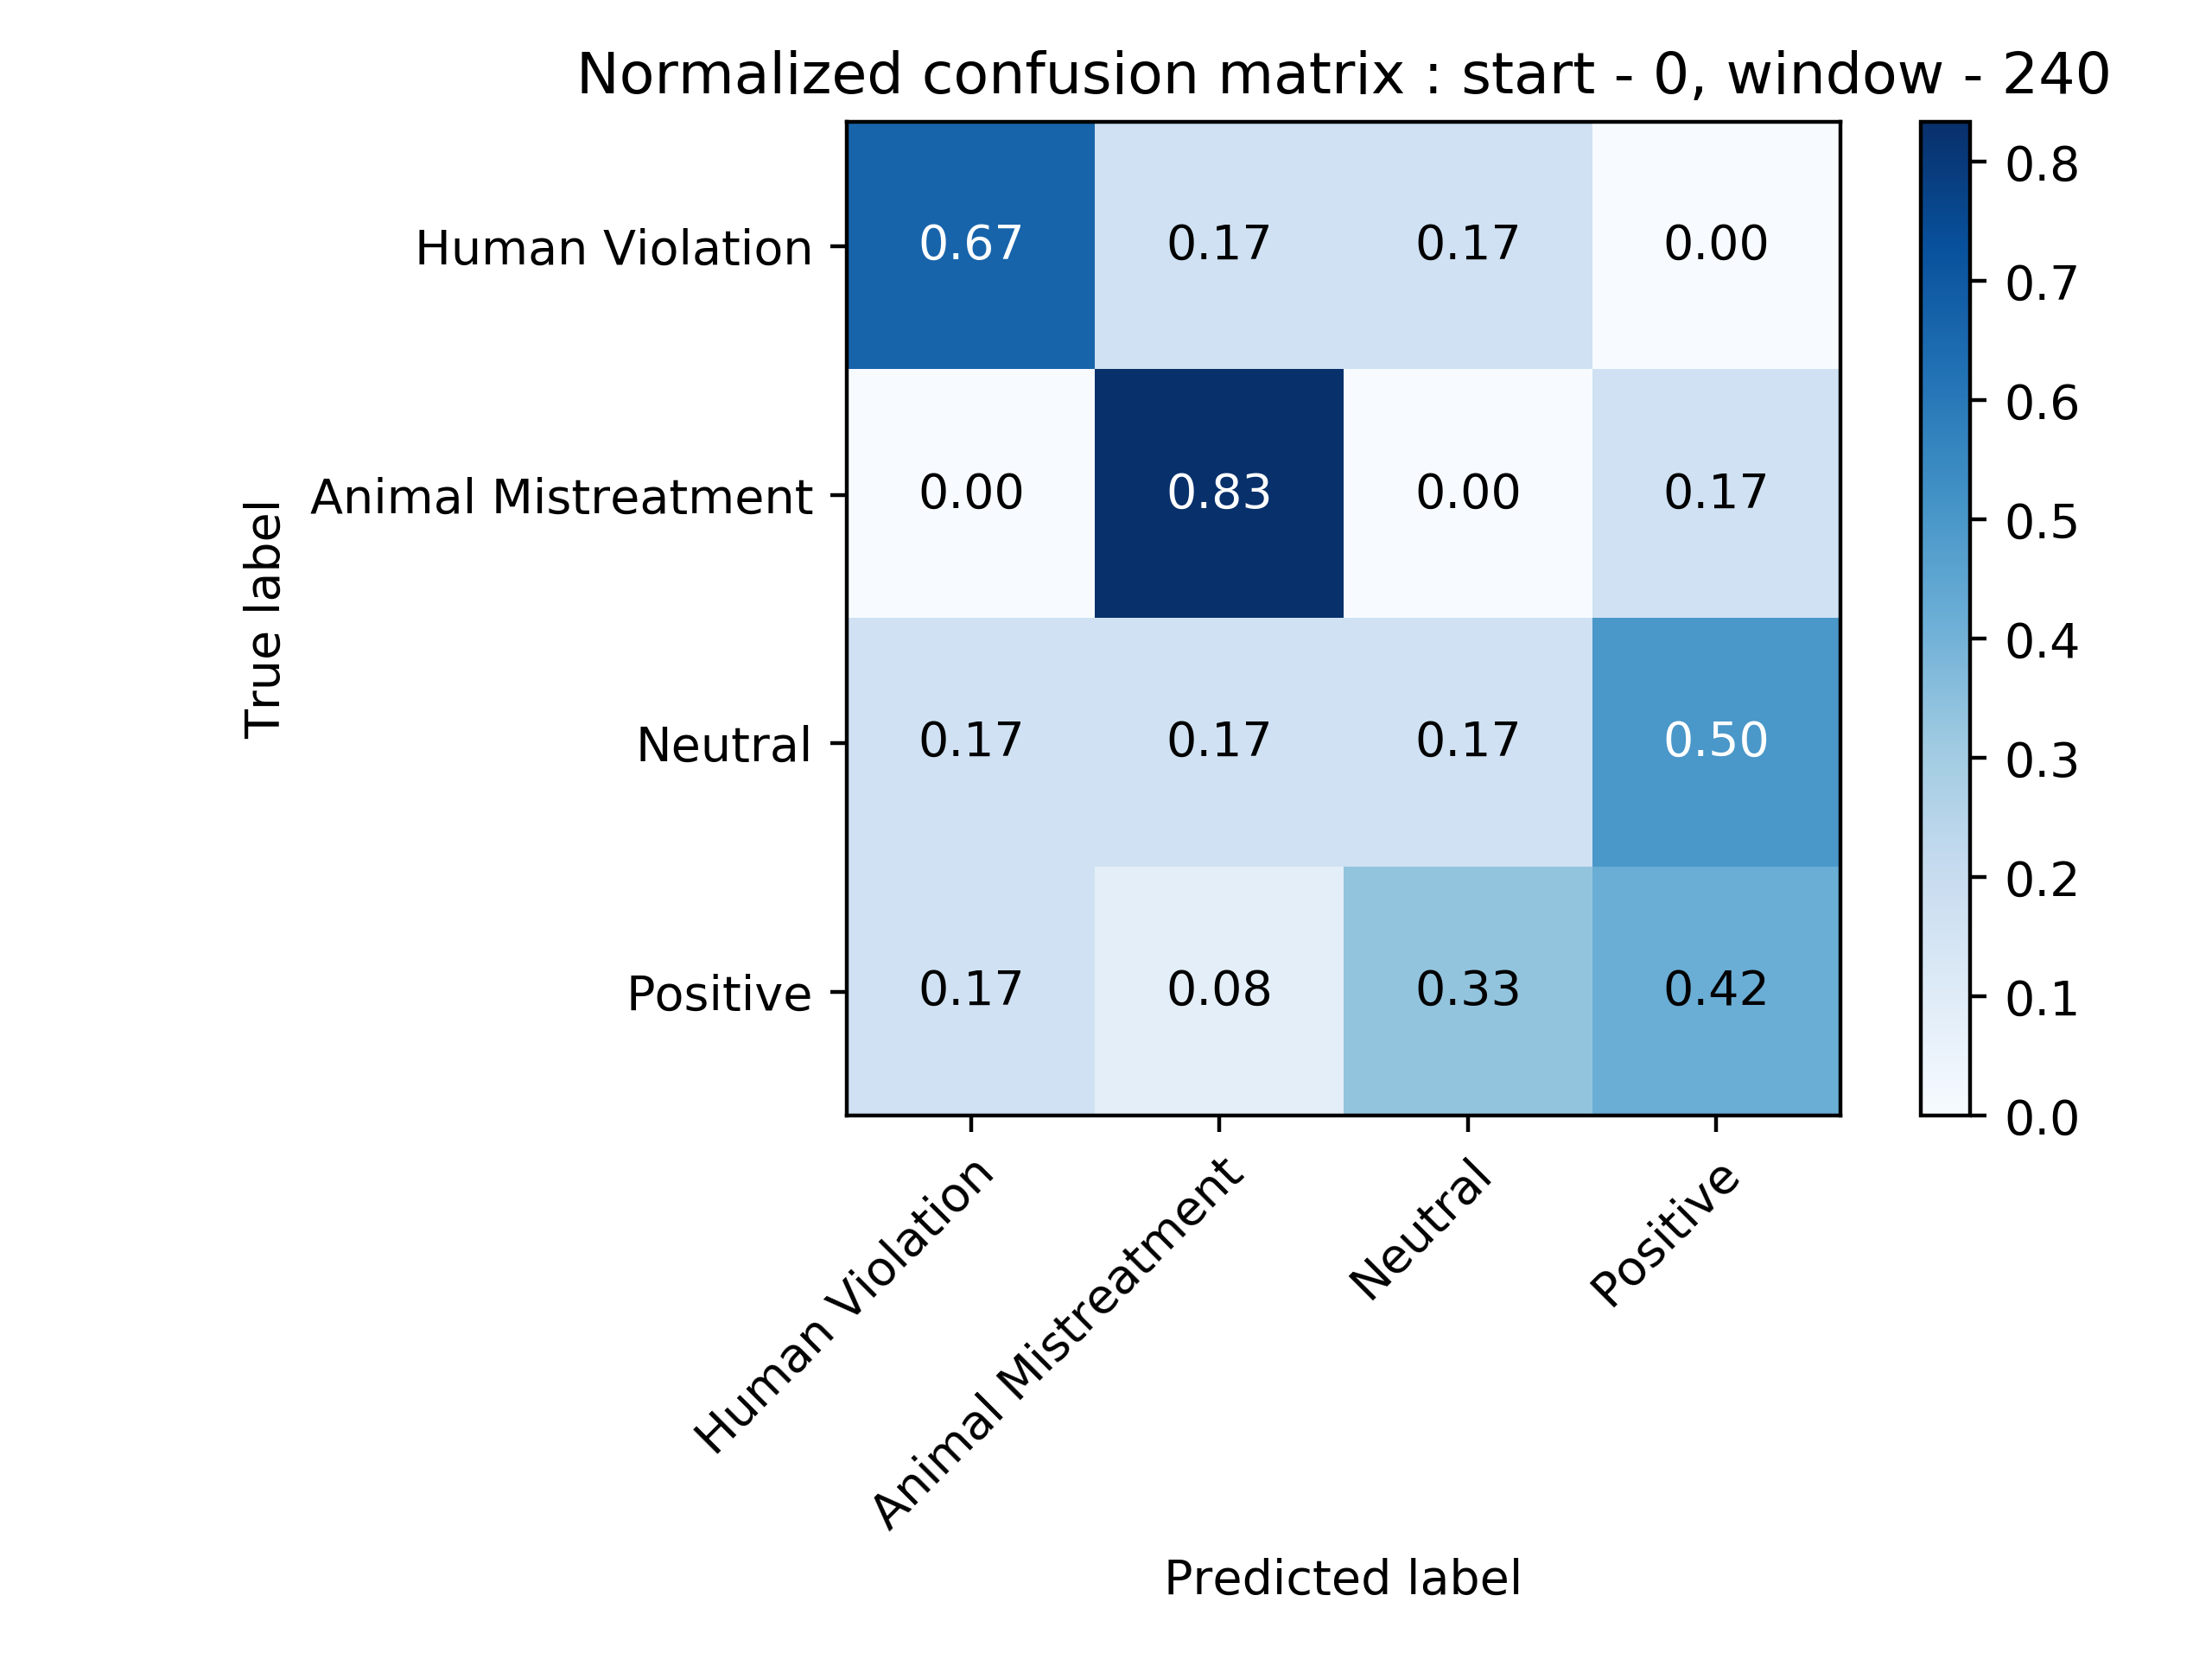 Normalized confusion matrix : start - 0, window - 240
True label
Human Violation 0.67 0.17 0.17 0.00
Animal Mistreatment 0.00 0.83 0.00 0.17
Neutral 0.17 0.17 0.17 0.50
Positive 0.17 0.08 0.33 0.42
Human Violation
Animal Mistreatment
Neutral
Positive
Predicted label
0.8
0.7
0.6
0.5
0.4
0.3
0.2
0.1
0.0